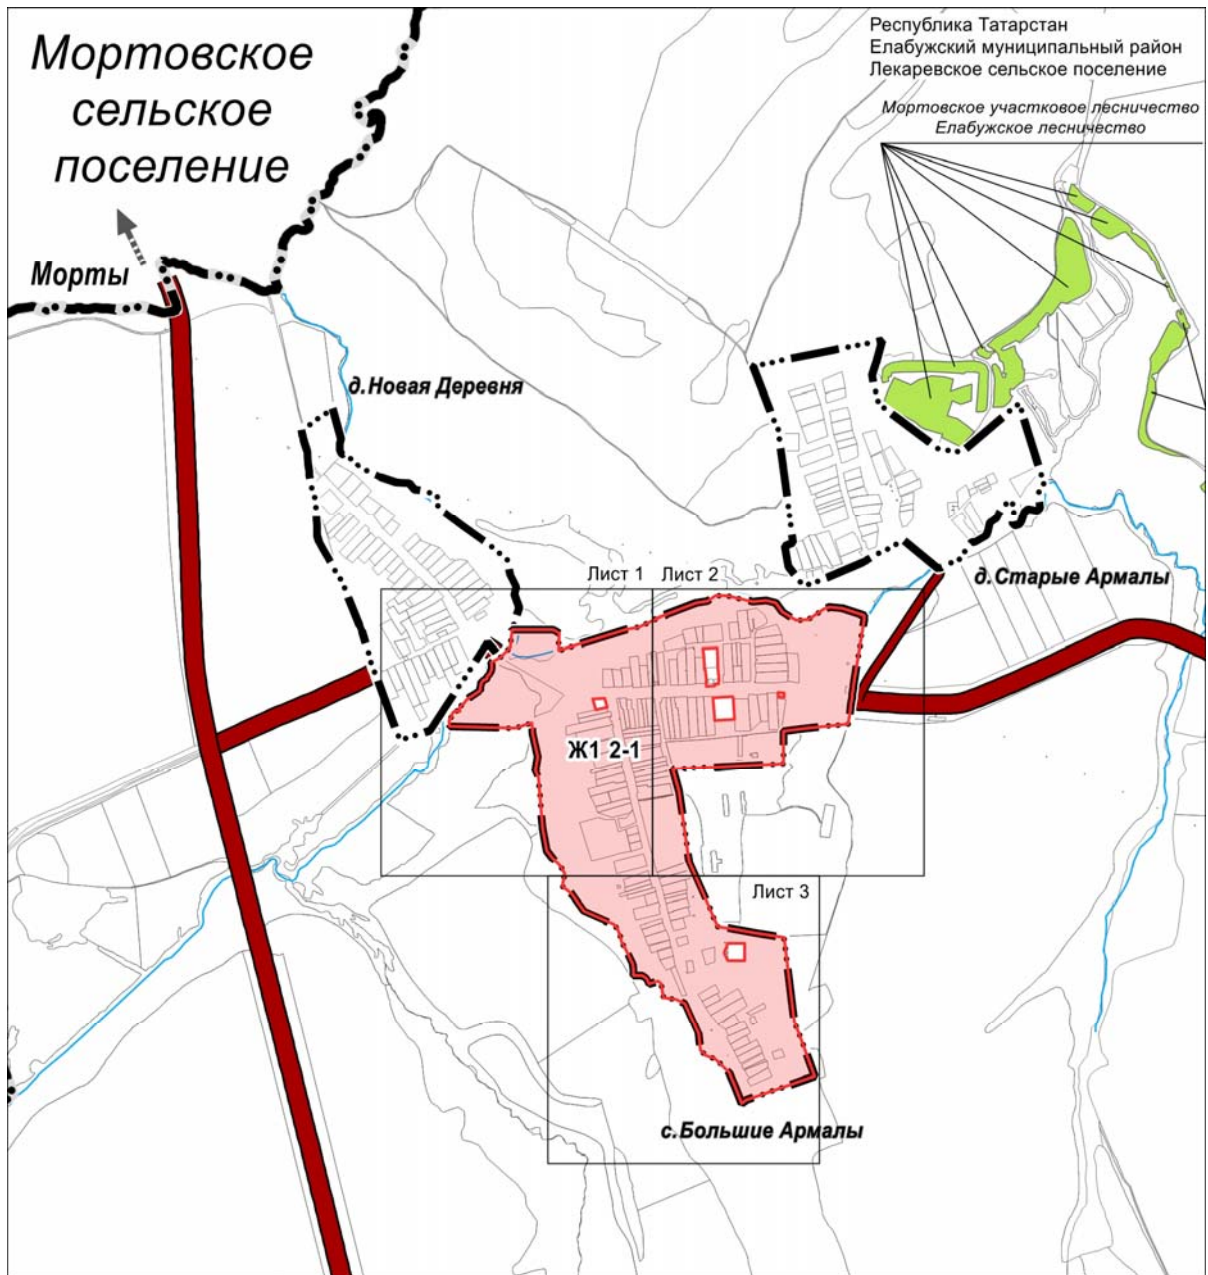 Мортовское
сельское
поселение
Республика Татарстан
Елабужский муниципальный район
Лекаревское сельское поселение
Мортовское участковое лесничество
Елабужское лесничество
Морты
д.Новая Деревня
Лист 1
Лист 2
д.Старые Армалы
Ж1 2-1
Лист 3
с.Большие Армалы